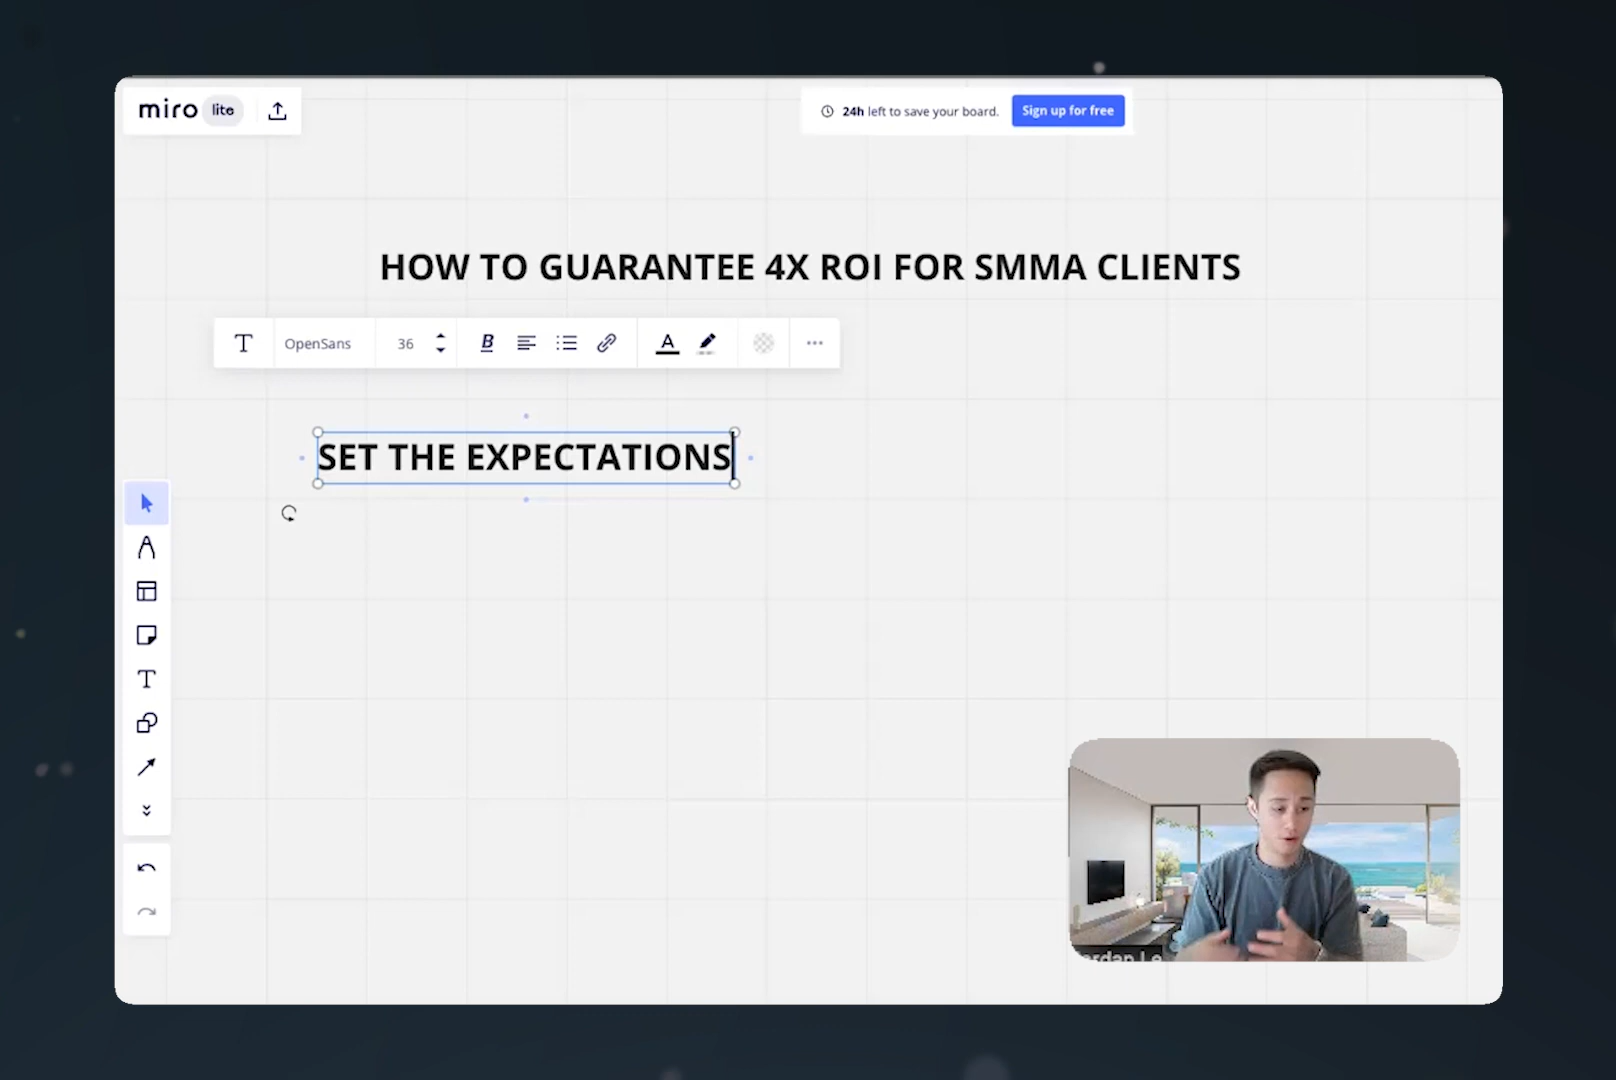 miro lite
24h left to save your board. Sign up for free
HOW TO GUARANTEE 4X ROI FOR SMMA CLIENTS
OpenSans 36
SET THE EXPECTATIONS